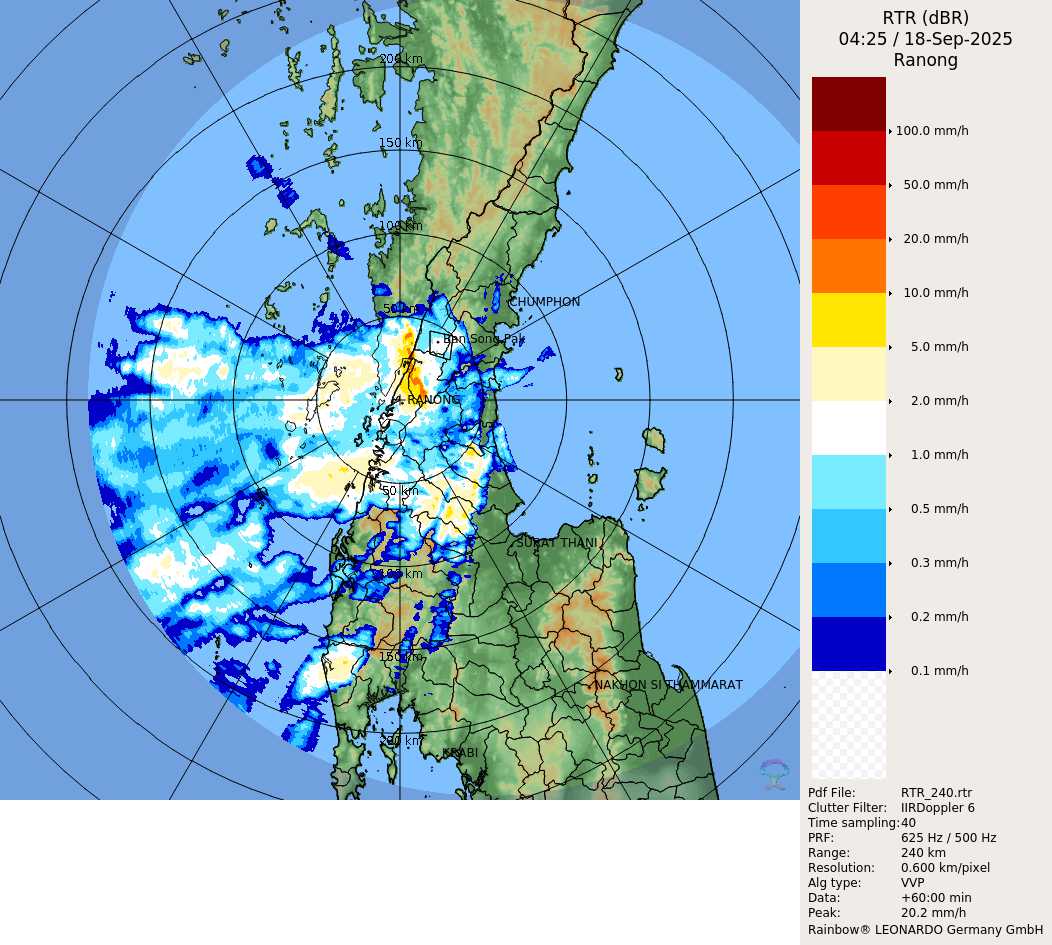 RTR (dBR)
04:25 / 18-Sep-2025
Ranong
100.0 mm/h
50.0 mm/h
20.0 mm/h
10.0 mm/h
5.0 mm/h
2.0 mm/h
1.0 mm/h
0.5 mm/h
0.3 mm/h
0.2 mm/h
0.1 mm/h
Pdf File: RTR_240.rtr
Clutter Filter: IIRDoppler 6
Time sampling: 40
PRF: 625 Hz / 500 Hz
Range: 240 km
Resolution: 0.600 km/pixel
Alg type: VVP
Data: +60:00 min
Peak: 20.2 mm/h
Rainbow® LEONARDO Germany GmbH
200 km
150 km
100 km
50 km
CHUMPHON
Ban Song Pak
RANONG
50 km
SURAT THANI
100 km
150 km
NAKHON SI THAMMARAT
200 km
KRABI